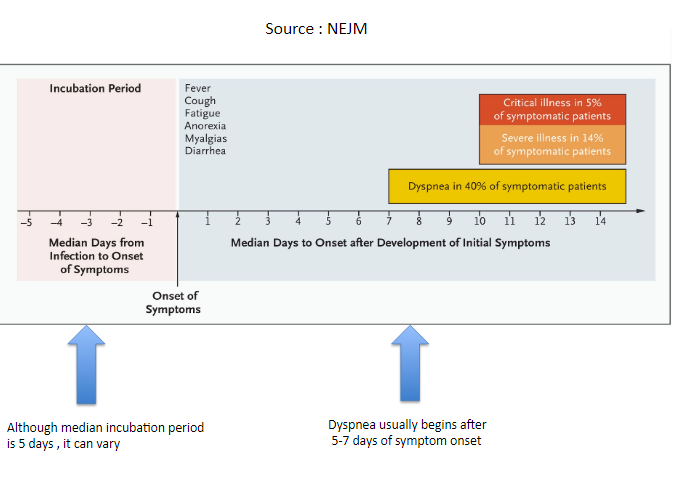 Source : NEJM
Incubation Period
Fever
Cough
Fatigue
Anorexia
Myalgias
Diarrhea
Critical illness in 5%
of symptomatic patients
Severe Illness in 14%
of symptomatic patients
Dyspnea in 40% of symptomatic patients
−5 −4 −3 −2 −1 1 2 3 4 5 6 7 8 9 10 11 12 13 14
Median Days from
Infection to Onset
of Symptoms
Median Days to Onset after Development of Initial Symptoms
Onset of
Symptoms
Although median incubation period
is 5 days , it can vary
Dyspnea usually begins after
5-7 days of symptom onset